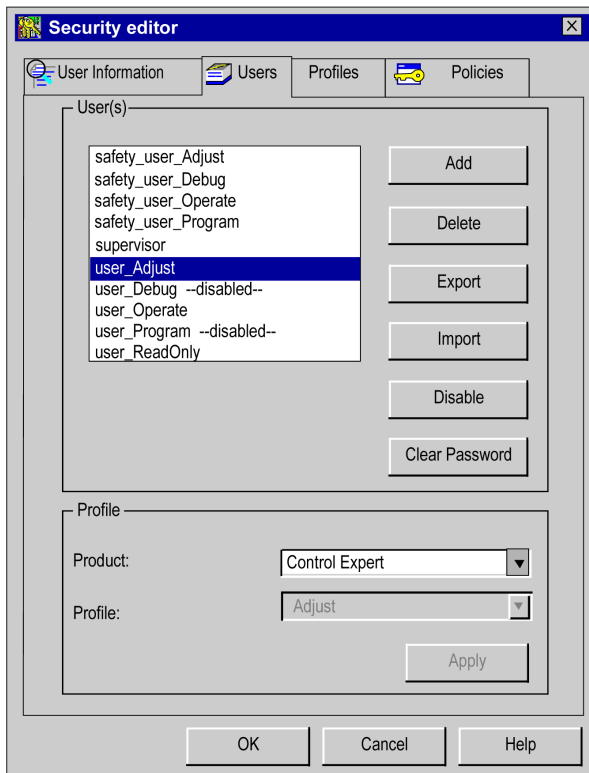 Security editor
User Information
Users
Profiles
Policies
User(s)
safety_user_Adjust
safety_user_Debug
safety_user_Operate
safety_user_Program
supervisor
user_Adjust
user_Debug --disabled--
user_Operate
user_Program --disabled--
user_ReadOnly
Add
Delete
Export
Import
Disable
Clear Password
Profile
Product:
Control Expert
Profile:
Adjust
Apply
OK
Cancel
Help